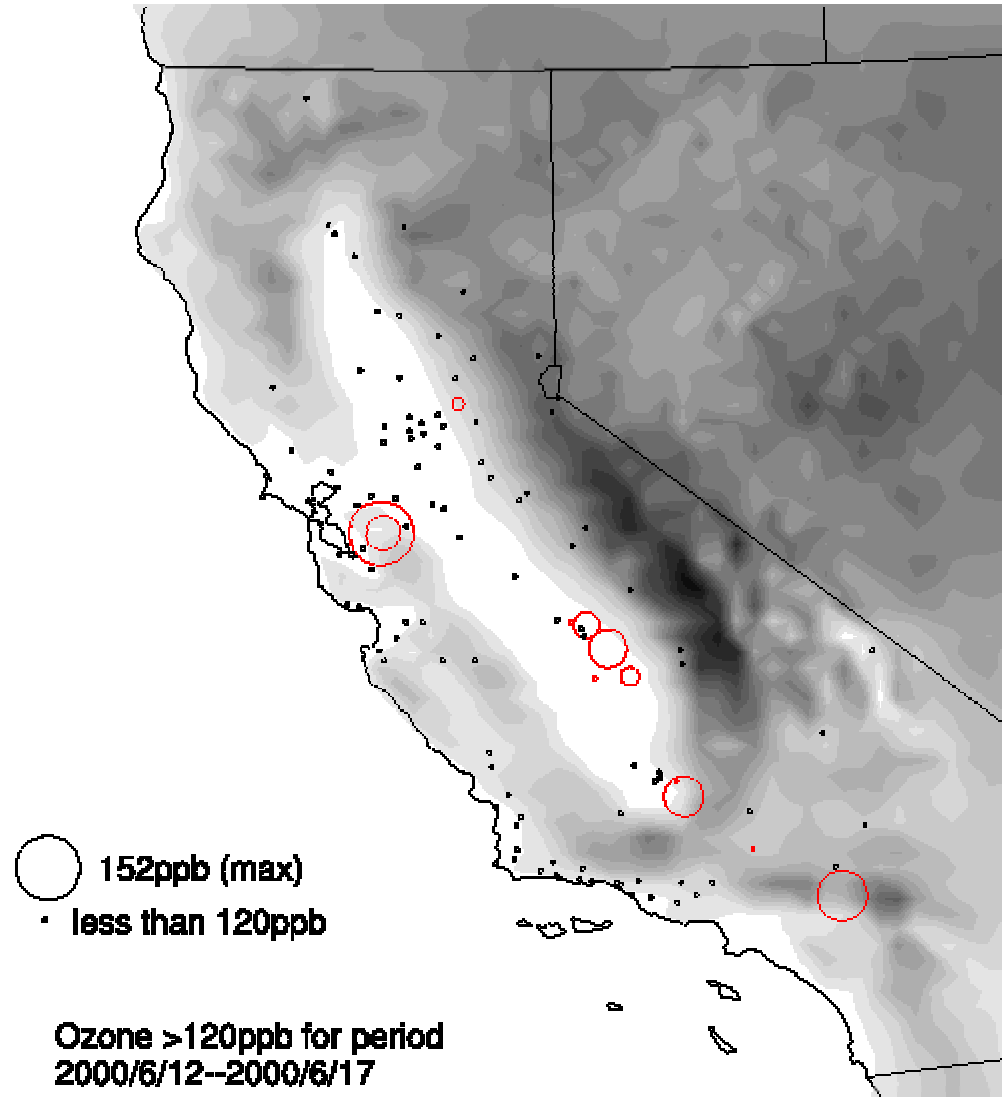 152ppb (max)
less than 120ppb
Ozone >120ppb for period
2000/6/12--2000/6/17